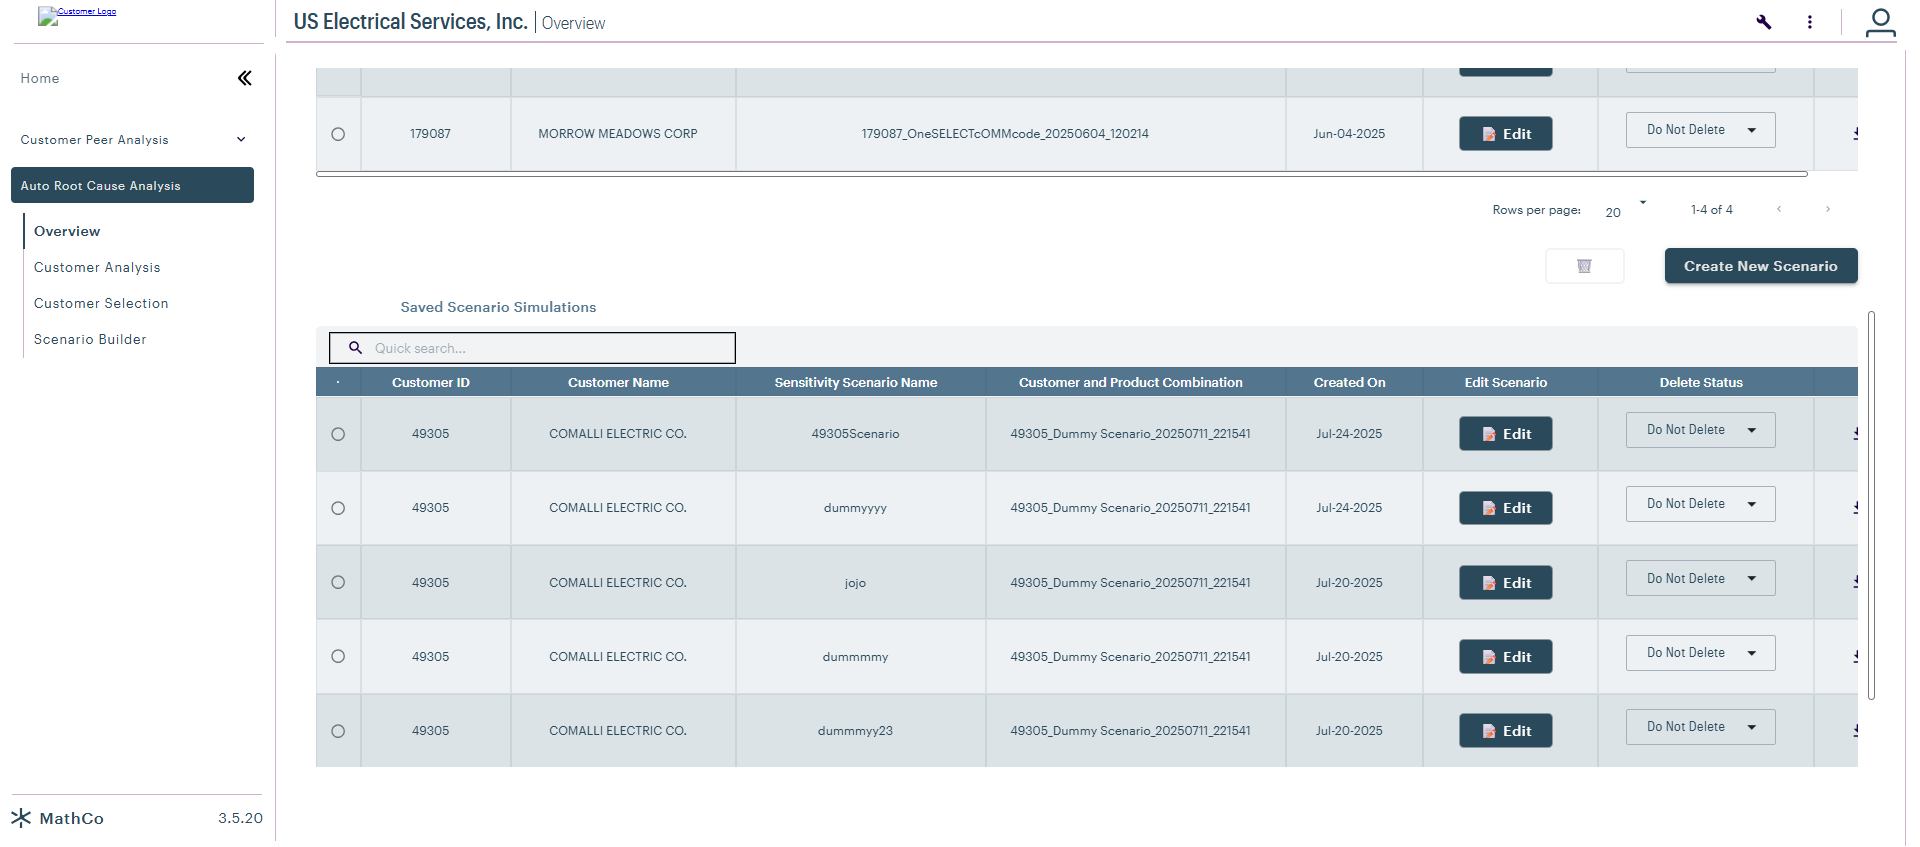 Customer Logo
US Electrical Services, Inc. Overview
Home
Customer Peer Analysis
Auto Root Cause Analysis
Overview
Customer Analysis
Customer Selection
Scenario Builder
MathCo 3.5.20
179087 MORROW MEADOWS CORP 179087_OneSELECTcOMMcode_20250604_120214 Jun-04-2025 Edit Do Not Delete
Rows per page: 20 1-4 of 4
Create New Scenario
Saved Scenario Simulations
Quick search...
Customer ID Customer Name Sensitivity Scenario Name Customer and Product Combination Created On Edit Scenario Delete Status
49305 COMALLI ELECTRIC CO. 49305Scenario 49305_Dummy Scenario_20250711_221541 Jul-24-2025 Edit Do Not Delete
49305 COMALLI ELECTRIC CO. dummyyyy 49305_Dummy Scenario_20250711_221541 Jul-24-2025 Edit Do Not Delete
49305 COMALLI ELECTRIC CO. jojo 49305_Dummy Scenario_20250711_221541 Jul-20-2025 Edit Do Not Delete
49305 COMALLI ELECTRIC CO. dummmmy 49305_Dummy Scenario_20250711_221541 Jul-20-2025 Edit Do Not Delete
49305 COMALLI ELECTRIC CO. dummmyy23 49305_Dummy Scenario_20250711_221541 Jul-20-2025 Edit Do Not Delete